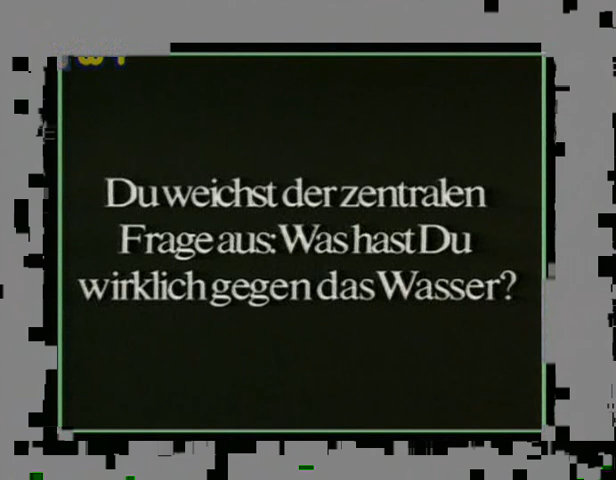 Du weichst der zentralen
Frage aus: Was hast Du
wirklich gegen das Wasser?